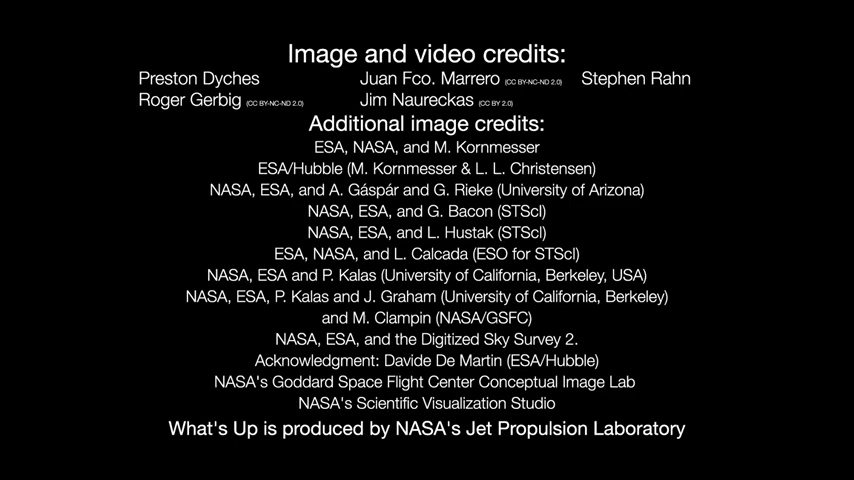 Image and video credits:
Preston Dyches Juan Fco. Marrero (CC BY-NC-ND 2.0) Stephen Rahn
Roger Gerbig (CC BY-NC-ND 2.0) Jim Naureckas (CC BY 2.0)
Additional image credits:
ESA, NASA, and M. Kornmesser
ESA/Hubble (M. Kornmesser & L. L. Christensen)
NASA, ESA, and A. Gáspár and G. Rieke (University of Arizona)
NASA, ESA, and G. Bacon (STScI)
NASA, ESA, and L. Hustak (STScI)
ESA, NASA, and L. Calcada (ESO for STScI)
NASA, ESA and P. Kalas (University of California, Berkeley, USA)
NASA, ESA, P. Kalas and J. Graham (University of California, Berkeley)
and M. Clampin (NASA/GSFC)
NASA, ESA, and the Digitized Sky Survey 2.
Acknowledgment: Davide De Martin (ESA/Hubble)
NASA's Goddard Space Flight Center Conceptual Image Lab
NASA's Scientific Visualization Studio
What's Up is produced by NASA's Jet Propulsion Laboratory